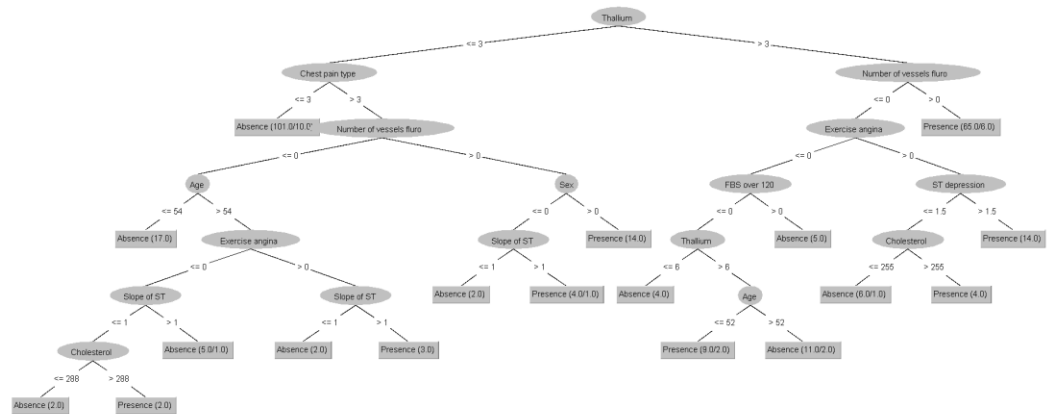 Thallium
<= 3
> 3
Chest pain type
Number of vessels fluro
<= 3
> 3
<=0
> 0
Absence (101.0/10.0)
Number of vessels fluro
Exercise angina
Presence (65.0/6.0)
<= 0
> 0
<=0
> 0
Age
Sex
FBS over 120
ST depression
<= 54
> 54
<=0
> 0
<=0
> 0
<= 1.5
> 1.5
Absence (17.0)
Exercise angina
Slope of ST
Presence (14.0)
Thallium
Absence (5.0)
Cholesterol
Presence (14.0)
<=0
> 0
<= 1
> 1
<=6
> 6
<= 255
> 255
Slope of ST
Slope of ST
Absence (2.0)
Presence (4.0/1.0)
Absence (4.0)
Age
Absence (6.0/1.0)
Presence (4.0)
<= 1
> 1
<= 1
> 1
<= 52
> 52
Cholesterol
Absence (5.0/1.0)
Absence (2.0)
Presence (3.0)
Presence (9.0/2.0)
Absence (11.0/2.0)
<= 288
> 288
Absence (2.0)
Presence (2.0)